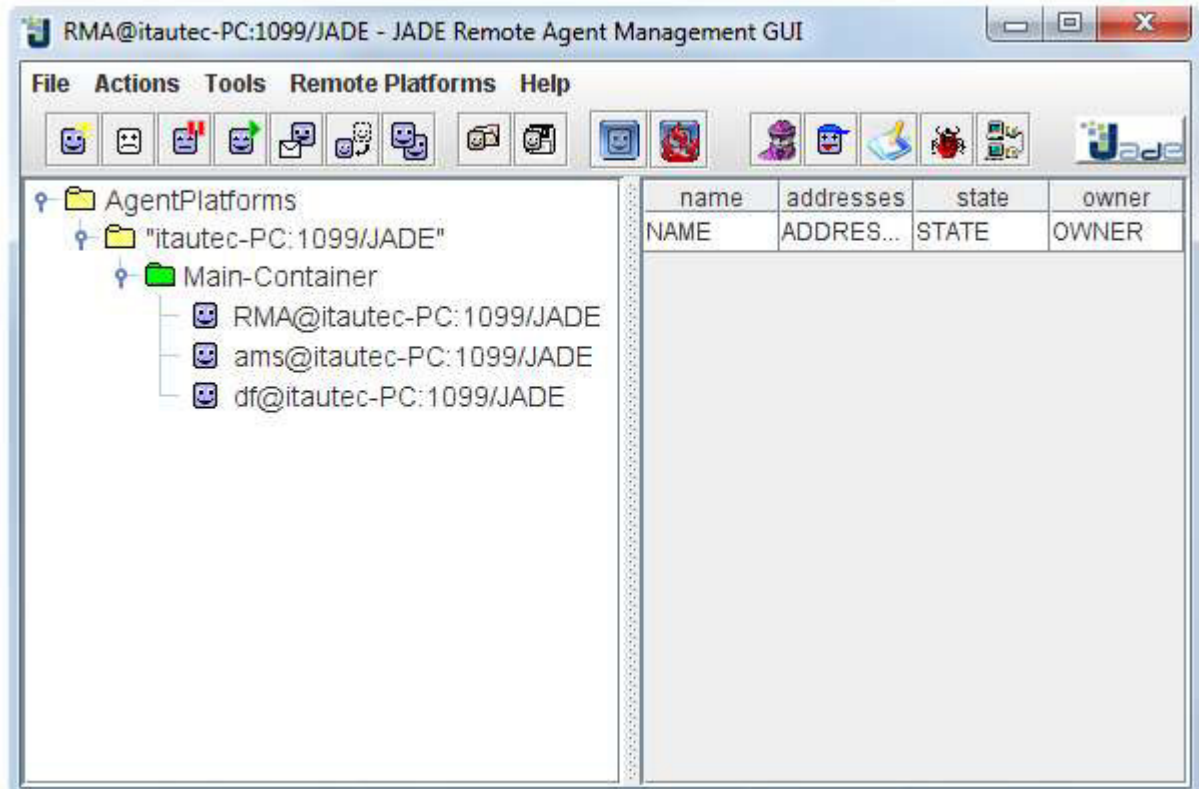 RMA@itautec-PC:1099/JADE - JADE Remote Agent Management GUI
File Actions Tools Remote Platforms Help
Jade
AgentPlatforms
"itautec-PC:1099/JADE"
Main-Container
RMA@itautec-PC:1099/JADE
ams@itautec-PC:1099/JADE
df@itautec-PC:1099/JADE
name addresses state owner
NAME ADDRES... STATE OWNER